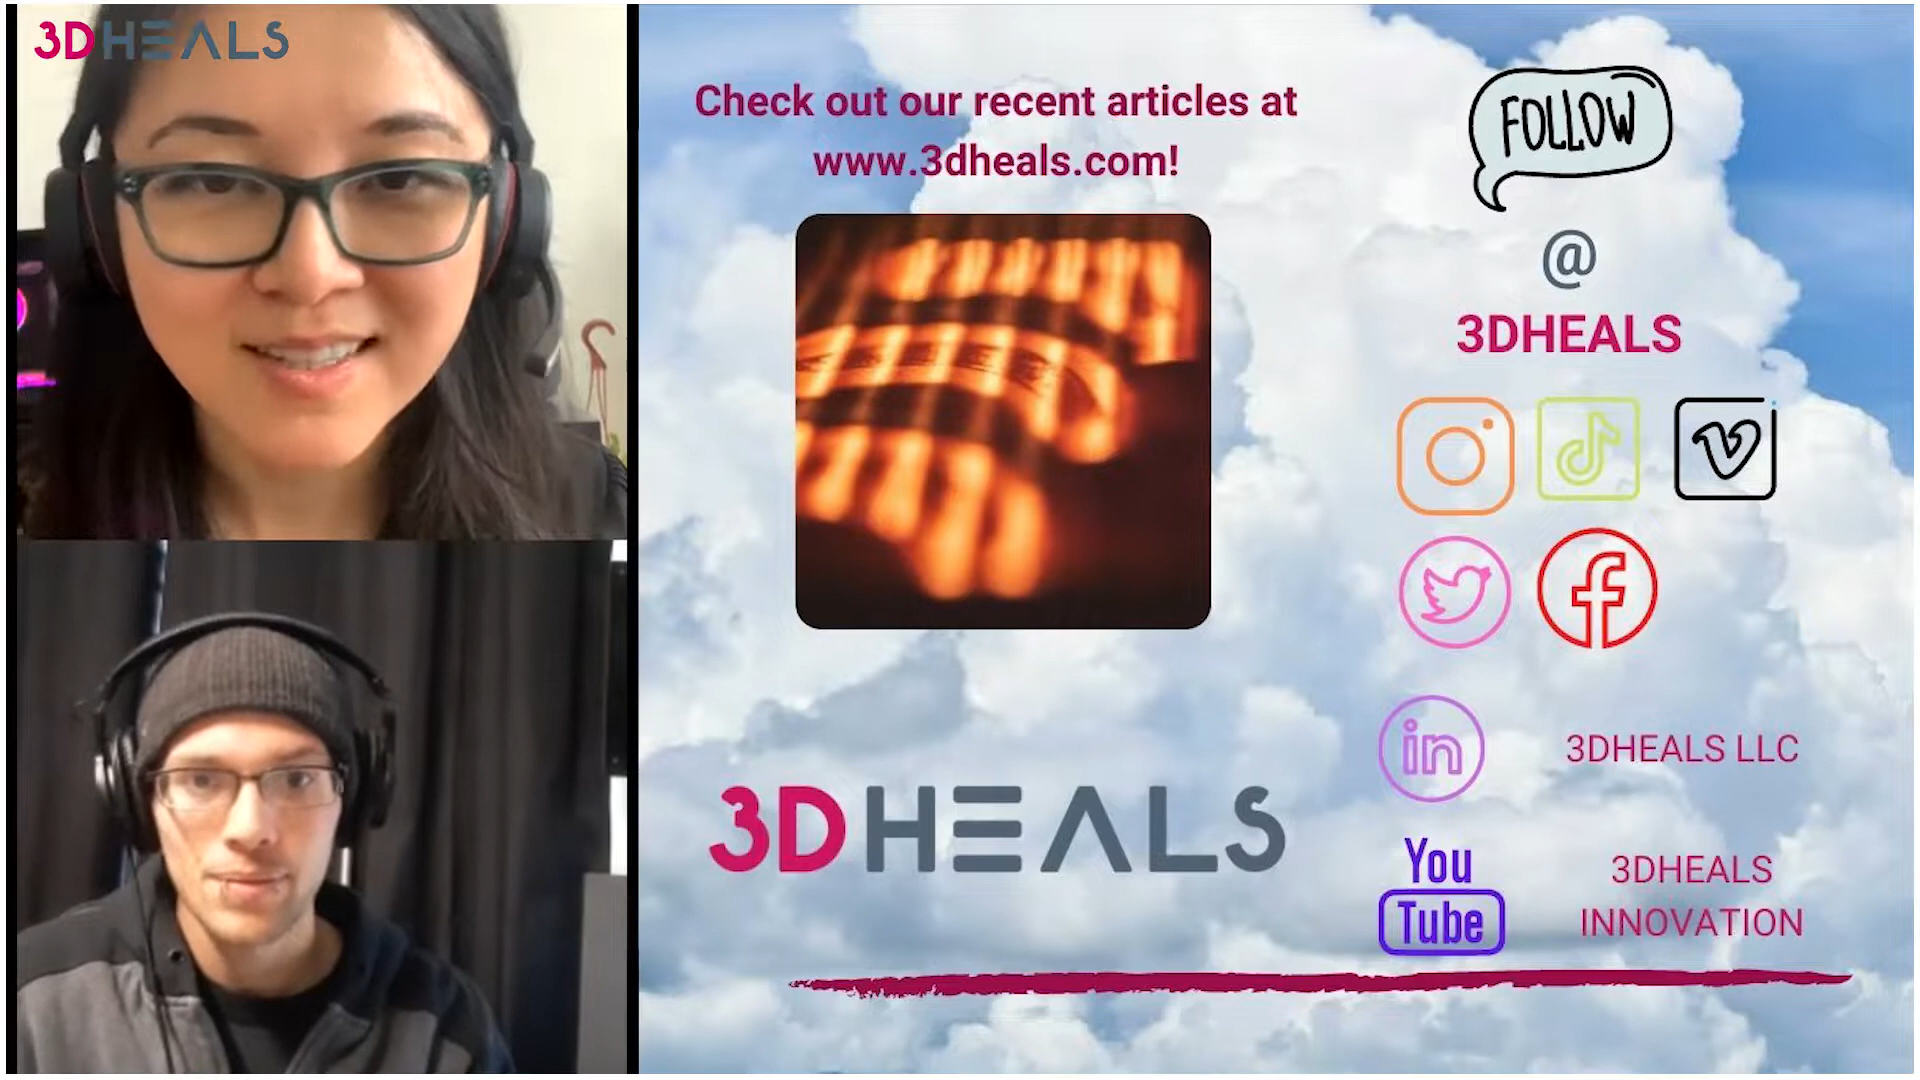 3DHEALS
Check out our recent articles at
www.3dheals.com!
FOLLOW
@
3DHEALS
in
3DHEALS LLC
You
Tube
3DHEALS
INNOVATION
3DHEALS